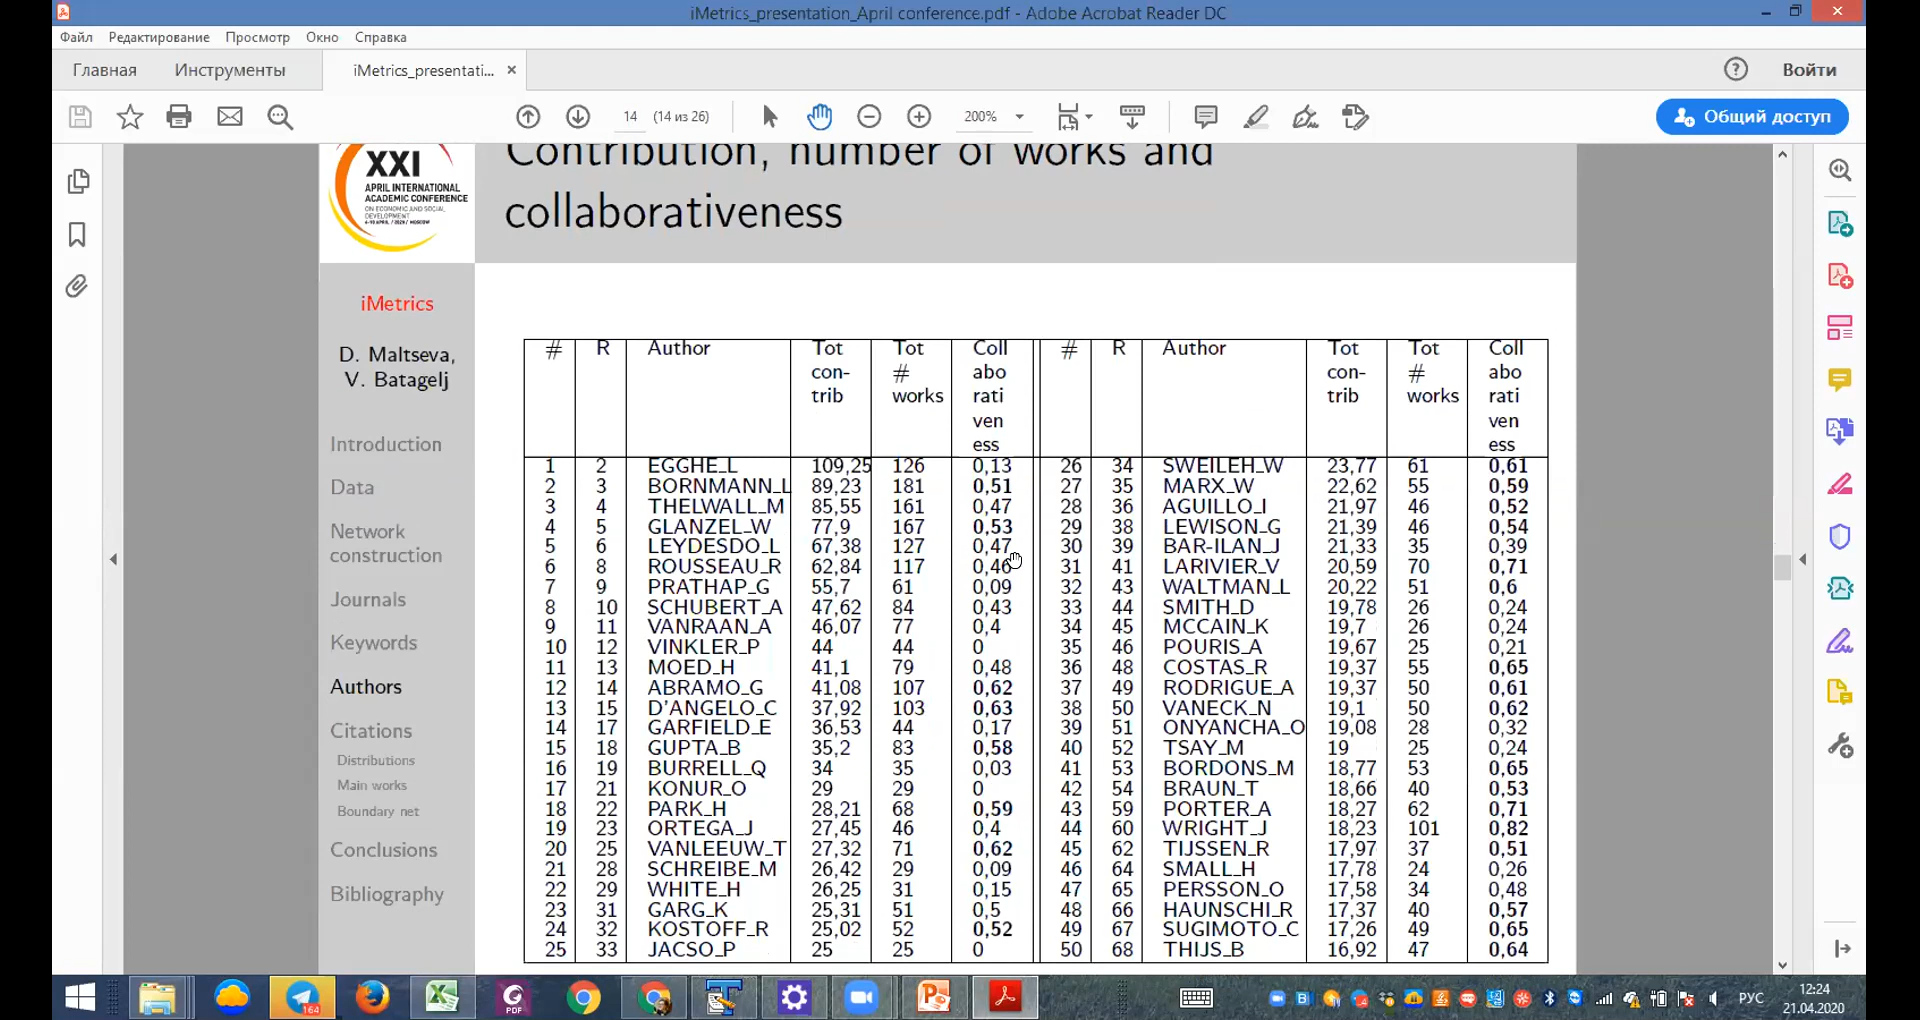 iMetrics_presentation_April conference.pdf - Adobe Acrobat Reader DC
Файл Редактирование Просмотр Окно Справка
Главная Инструменты iMetrics_presentati... × Войти
14 (14 из 26) 200% Общий доступ
Contribution, number of works and
collaborativeness
XXI
APRIL INTERNATIONAL
ACADEMIC CONFERENCE
ON ECONOMIC AND SOCIAL
DEVELOPMENT
iMetrics
D. Maltseva,
V. Batagelj
Introduction
Data
Network
construction
Journals
Keywords
Authors
Citations
Distributions
Main works
Boundary net
Conclusions
Bibliography
# R Author Tot Tot Coll # R Author Tot Tot Coll
con- # abo con- # abo
trib works rati trib works rati
ven ven
ess ess
1 2 EGGHE_L 109,25 126 0,13 26 34 SWEILEH_W 23,77 61 0,61
2 3 BORNMANN_L 89,23 181 0,51 27 35 MARX_W 22,62 55 0,59
3 4 THELWALL_M 85,55 161 0,47 28 36 AGUILLO_I 21,97 46 0,52
4 5 GLANZEL_W 77,9 167 0,53 29 38 LEWISON_G 21,39 46 0,54
5 6 LEYDESDO_L 67,38 127 0,47 30 39 BAR-ILAN_J 21,33 35 0,39
6 8 ROUSSEAU_R 62,84 117 0,46 31 41 LARIVIER_V 20,59 70 0,71
7 9 PRATHAP_G 55,7 61 0,09 32 43 WALTMAN_L 20,22 51 0,6
8 10 SCHUBERT_A 47,62 84 0,43 33 44 SMITH_D 19,78 26 0,24
9 11 VANRAAN_A 46,07 77 0,4 34 45 MCCAIN_K 19,7 26 0,24
10 12 VINKLER_P 44 44 0 35 46 POURIS_A 19,67 25 0,21
11 13 MOED_H 41,1 79 0,48 36 48 COSTAS_R 19,37 55 0,65
12 14 ABRAMO_G 41,08 107 0,62 37 49 RODRIGUE_A 19,37 50 0,61
13 15 D'ANGELO_C 37,92 103 0,63 38 50 VANECK_N 19,1 50 0,62
14 17 GARFIELD_E 36,53 44 0,17 39 51 ONYANCHA_O 19,08 28 0,32
15 18 GUPTA_B 35,2 83 0,58 40 52 TSAY_M 19 25 0,24
16 19 BURRELL_Q 34 35 0,03 41 53 BORDONS_M 18,77 53 0,65
17 21 KONUR_O 29 29 0 42 54 BRAUN_T 18,66 40 0,53
18 22 PARK_H 28,21 68 0,59 43 59 PORTER_A 18,27 62 0,71
19 23 ORTEGA_J 27,45 46 0,4 44 60 WRIGHT_J 18,23 101 0,82
20 25 VANLEEUW_T 27,32 71 0,62 45 62 TIJSSEN_R 17,97 37 0,51
21 28 SCHREIBE_M 26,42 29 0,09 46 64 SMALL_H 17,78 24 0,26
22 29 WHITE_H 26,25 31 0,15 47 65 PERSSON_O 17,58 34 0,48
23 31 GARG_K 25,31 51 0,5 48 66 HAUNSCHI_R 17,37 40 0,57
24 32 KOSTOFF_R 25,02 52 0,52 49 67 SUGIMOTO_C 17,26 49 0,65
25 33 JACSO_P 25 25 0 50 68 THIJS_B 16,92 47 0,64
164 PDF РУС 12:24
21.04.2020